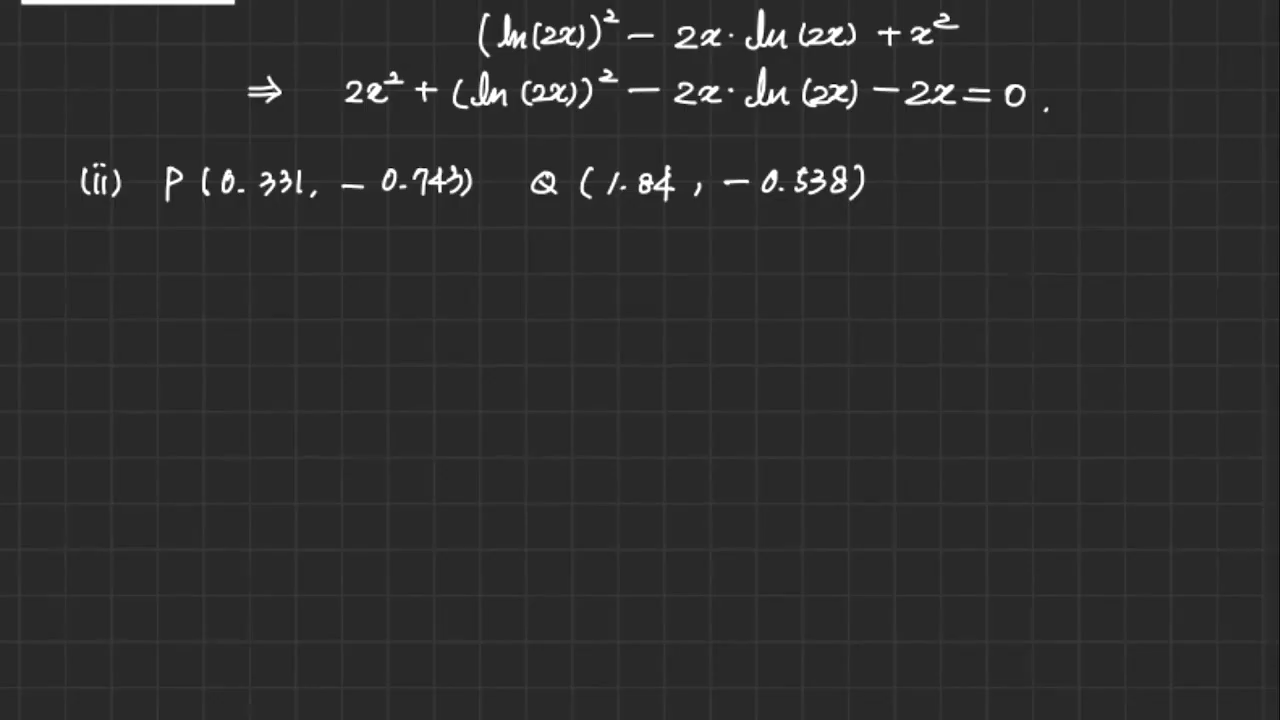 (ln(2x))² − 2x· ln (2x) + x²
⇒ 2x² + (ln (2x))² − 2x· ln (2x) − 2x = 0 .
(ii) P (0.331, − 0.743) Q (1.84 , − 0.538)